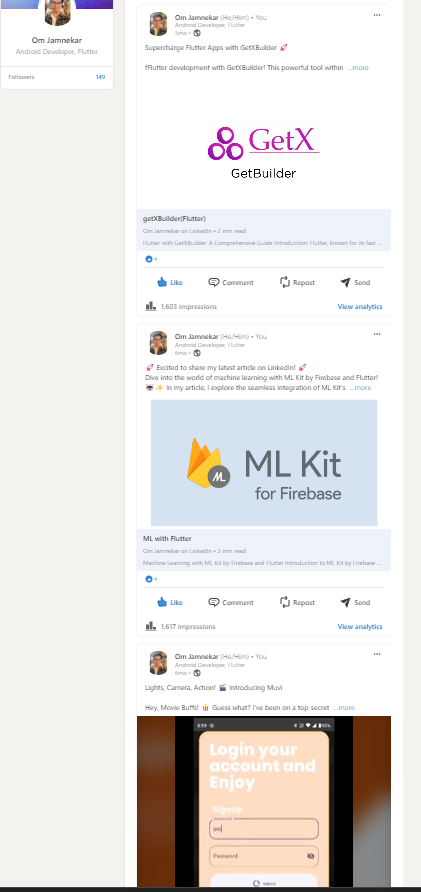 Om Jamnekar
Android Developer, Flutter
Followers 149
Om Jamnekar (He/Him) • You
Android Developer, Flutter
6mo •
Supercharge Flutter Apps with GetXBuilder 🚀
!Flutter development with GetXBuilder! This powerful tool within ...more
GetX
GetBuilder
getXBuilder(Flutter)
Om Jamnekar on LinkedIn • 2 min read
Flutter with GetXBuilder: A Comprehensive Guide Introduction: Flutter, known for its fast ...
4
Like Comment Repost Send
1,603 impressions View analytics
Om Jamnekar (He/Him) • You
Android Developer, Flutter
6mo •
🚀 Excited to share my latest article on LinkedIn! 🚀
Dive into the world of machine learning with ML Kit by Firebase and Flutter!
✨ In my article, I explore the seamless integration of ML Kit's ...more
ML Kit
for Firebase
ML with Flutter
Om Jamnekar on LinkedIn • 3 min read
Machine Learning with ML Kit by Firebase and Flutter Introduction to ML Kit by Firebase ...
4
Like Comment Repost Send
1,617 impressions View analytics
Om Jamnekar (He/Him) • You
Android Developer, Flutter
6mo •
Lights, Camera, Action! 🎬 Introducing Muvi
Hey, Movie Buffs! 🍿 Guess what? I've been on a top-secret ...more
6:59
Login your
account and
Enjoy
SignUp
om
Password
Submit